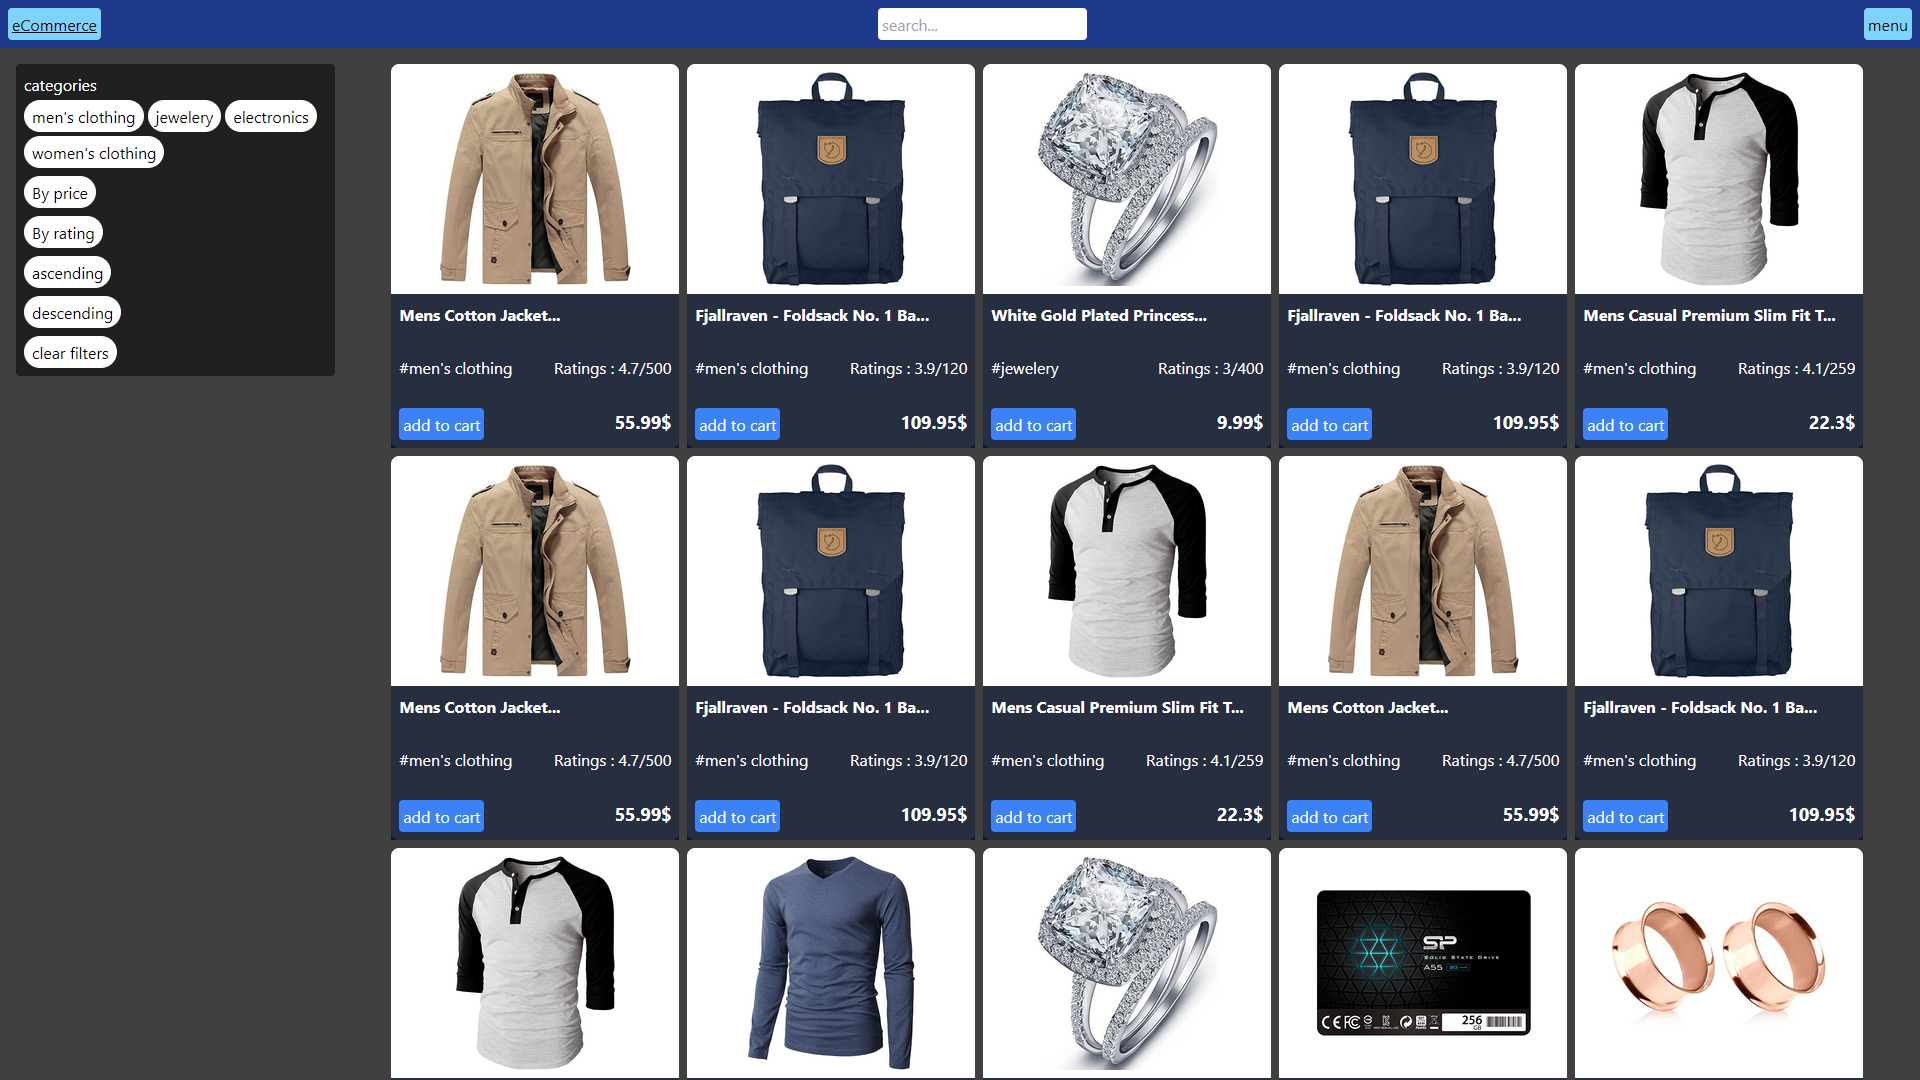 eCommerce
search...
menu
categories
men's clothing
jewelery
electronics
women's clothing
By price
By rating
ascending
descending
clear filters
Mens Cotton Jacket...
#men's clothing
Ratings : 4.7/500
add to cart
55.99$
Fjallraven - Foldsack No. 1 Ba...
#men's clothing
Ratings : 3.9/120
add to cart
109.95$
White Gold Plated Princess...
#jewelery
Ratings : 3/400
add to cart
9.99$
Fjallraven - Foldsack No. 1 Ba...
#men's clothing
Ratings : 3.9/120
add to cart
109.95$
Mens Casual Premium Slim Fit T...
#men's clothing
Ratings : 4.1/259
add to cart
22.3$
Mens Cotton Jacket...
#men's clothing
Ratings : 4.7/500
add to cart
55.99$
Fjallraven - Foldsack No. 1 Ba...
#men's clothing
Ratings : 3.9/120
add to cart
109.95$
Mens Casual Premium Slim Fit T...
#men's clothing
Ratings : 4.1/259
add to cart
22.3$
Mens Cotton Jacket...
#men's clothing
Ratings : 4.7/500
add to cart
55.99$
Fjallraven - Foldsack No. 1 Ba...
#men's clothing
Ratings : 3.9/120
add to cart
109.95$
SP
SOLID STATE DRIVE
A55
256
GB